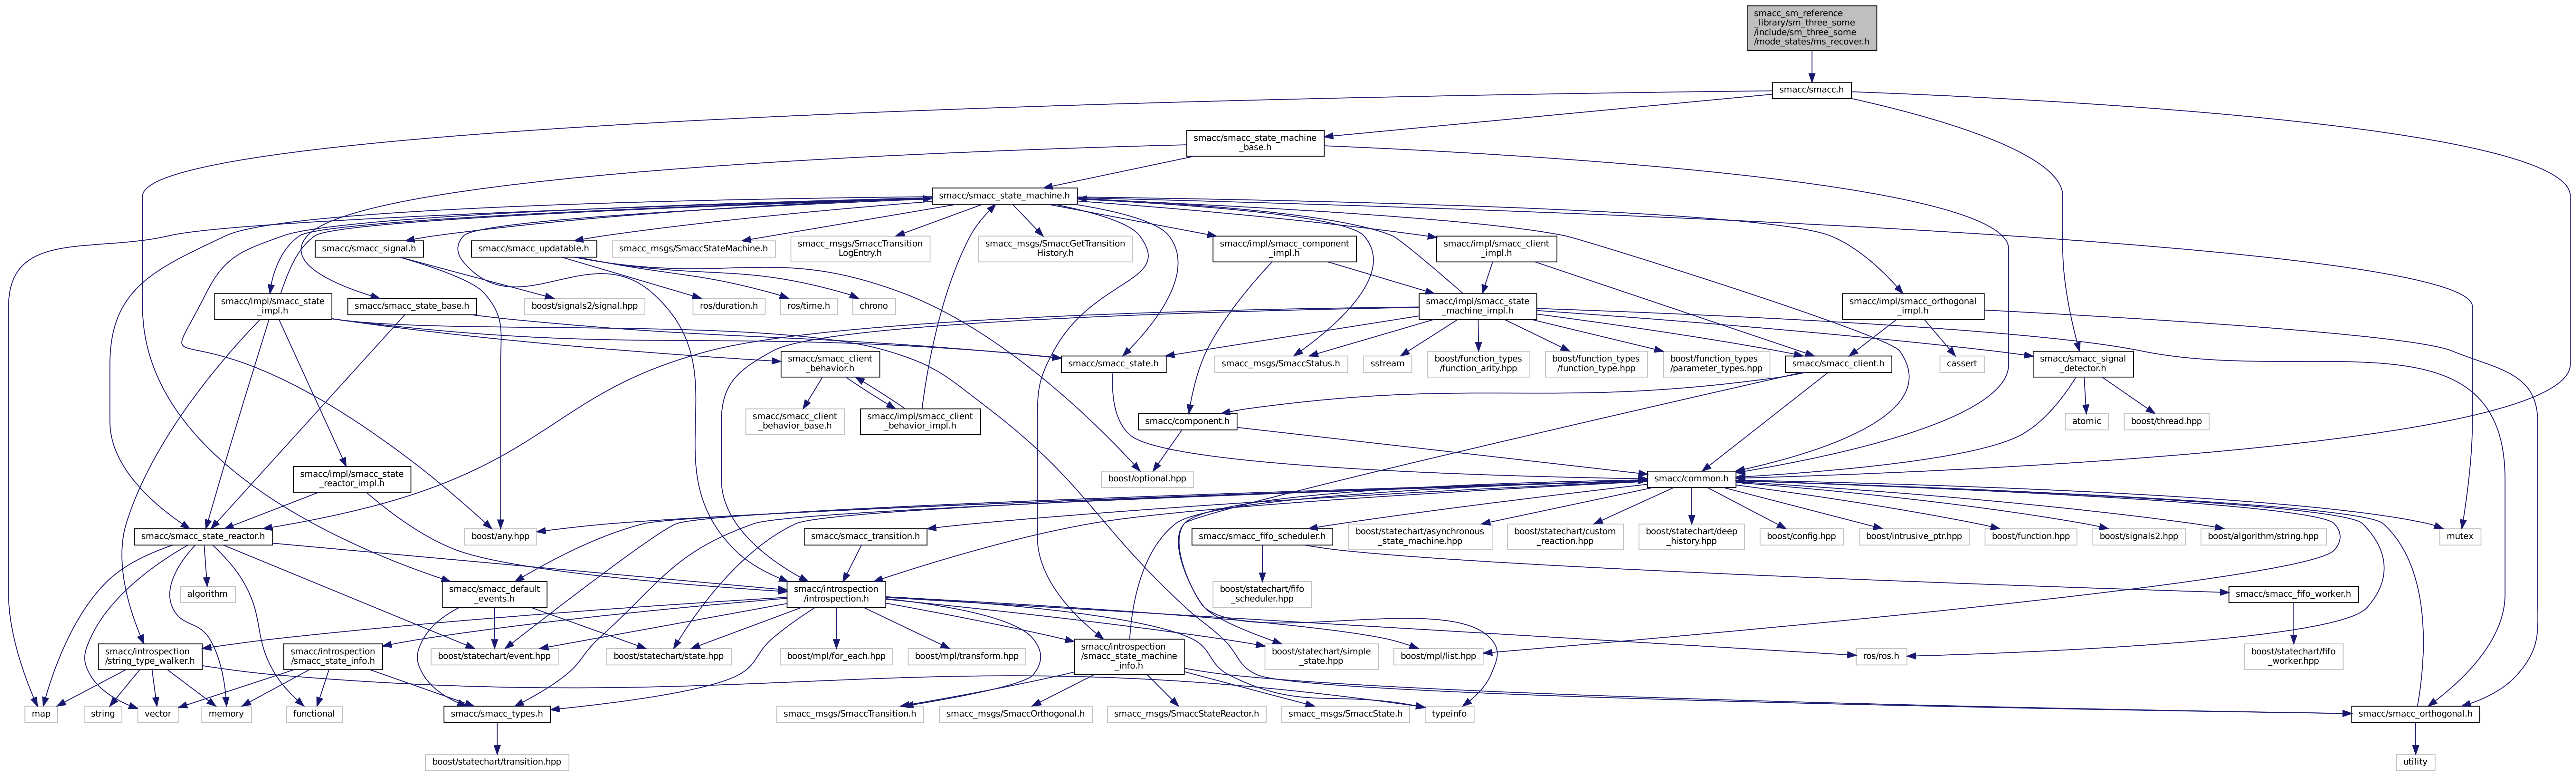 smacc_sm_reference
_library/sm_three_some
/include/sm_three_some
/mode_states/ms_recover.h
smacc/smacc.h
smacc/smacc_state_machine
_base.h
smacc/smacc_state_machine.h
smacc/smacc_signal.h
smacc/smacc_updatable.h
smacc_msgs/SmaccStateMachine.h
smacc_msgs/SmaccTransition
LogEntry.h
smacc_msgs/SmaccGetTransition
History.h
smacc/impl/smacc_component
_impl.h
smacc/impl/smacc_client
_impl.h
smacc/impl/smacc_state
_impl.h
smacc/smacc_state_base.h
boost/signals2/signal.hpp
ros/duration.h
ros/time.h
chrono
smacc/impl/smacc_state
_machine_impl.h
smacc/impl/smacc_orthogonal
_impl.h
smacc/smacc_client
_behavior.h
smacc/smacc_state.h
smacc_msgs/SmaccStatus.h
sstream
boost/function_types
/function_arity.hpp
boost/function_types
/function_type.hpp
boost/function_types
/parameter_types.hpp
smacc/smacc_client.h
cassert
smacc/smacc_signal
_detector.h
smacc/smacc_client
_behavior_base.h
smacc/impl/smacc_client
_behavior_impl.h
smacc/component.h
atomic
boost/thread.hpp
smacc/impl/smacc_state
_reactor_impl.h
boost/optional.hpp
smacc/common.h
smacc/smacc_state_reactor.h
boost/any.hpp
smacc/smacc_transition.h
smacc/smacc_fifo_scheduler.h
boost/statechart/asynchronous
_state_machine.hpp
boost/statechart/custom
_reaction.hpp
boost/statechart/deep
_history.hpp
boost/config.hpp
boost/intrusive_ptr.hpp
boost/function.hpp
boost/signals2.hpp
boost/algorithm/string.hpp
mutex
algorithm
smacc/smacc_default
_events.h
smacc/introspection
/introspection.h
boost/statechart/fifo
_scheduler.hpp
smacc/smacc_fifo_worker.h
smacc/introspection
/string_type_walker.h
smacc/introspection
/smacc_state_info.h
boost/statechart/event.hpp
boost/statechart/state.hpp
boost/mpl/for_each.hpp
boost/mpl/transform.hpp
smacc/introspection
/smacc_state_machine
_info.h
boost/statechart/simple
_state.hpp
boost/mpl/list.hpp
ros/ros.h
boost/statechart/fifo
_worker.hpp
map
string
vector
memory
functional
smacc/smacc_types.h
smacc_msgs/SmaccTransition.h
smacc_msgs/SmaccOrthogonal.h
smacc_msgs/SmaccStateReactor.h
smacc_msgs/SmaccState.h
typeinfo
smacc/smacc_orthogonal.h
boost/statechart/transition.hpp
utility